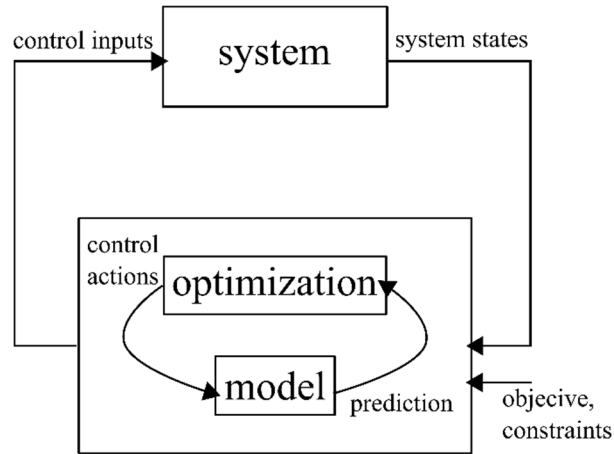 control inputs
system
system states
control
actions
optimization
model
prediction
objecive,
constraints